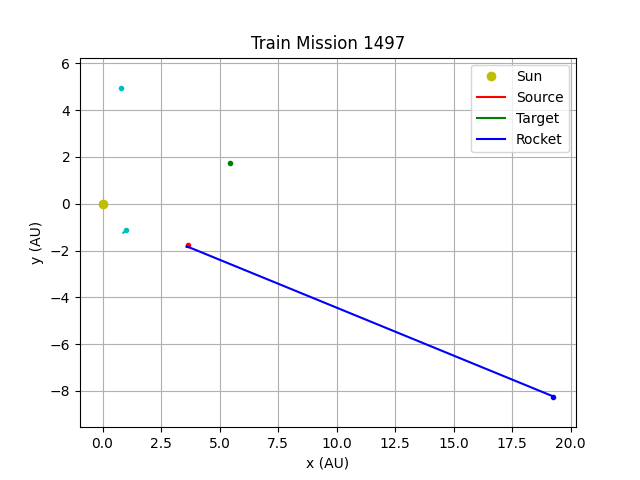 Train Mission 1497
6
4
2
0
−2
−4
−6
−8
y (AU)
Sun
Source
Target
Rocket
0.0 2.5 5.0 7.5 10.0 12.5 15.0 17.5 20.0
x (AU)